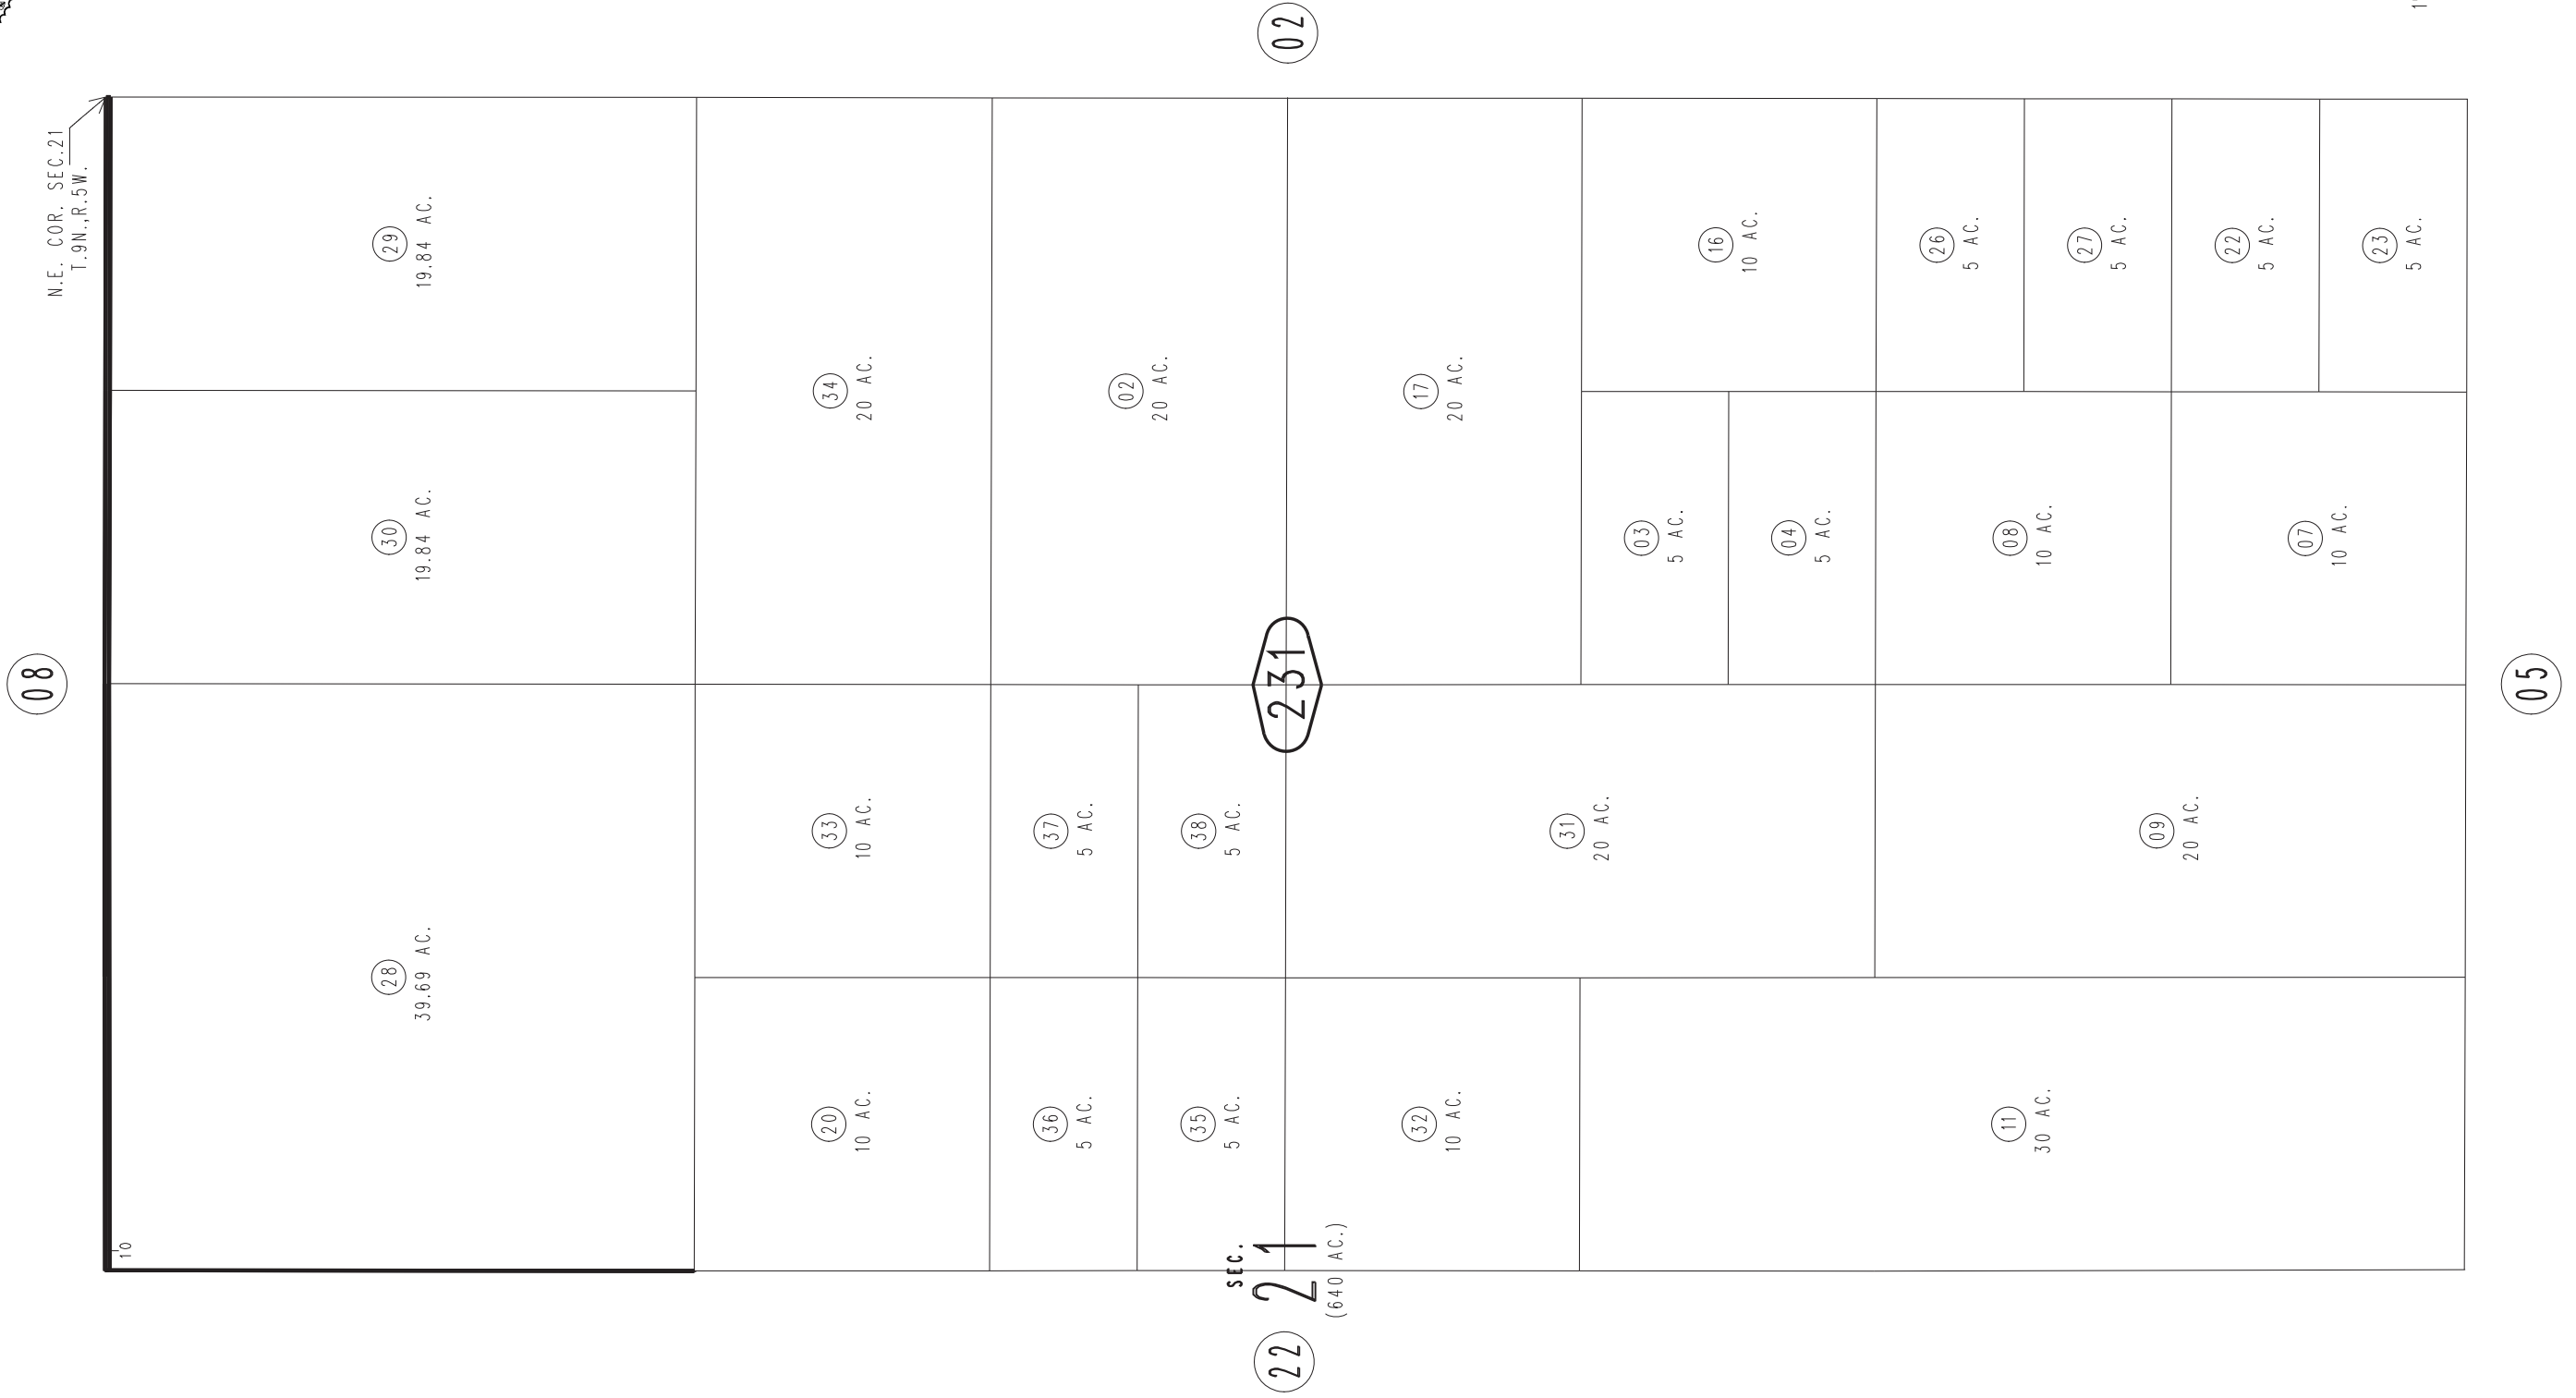 02
N.E. COR. SEC.21
T.9N.,R.5W.
29
19.84 AC.
16
10 AC.
26
5 AC.
27
5 AC.
22
5 AC.
23
5 AC.
34
20 AC.
02
20 AC.
17
20 AC.
30
19.84 AC.
03
5 AC.
04
5 AC.
08
10 AC.
07
10 AC.
08
231
05
33
10 AC.
37
5 AC.
38
5 AC.
31
20 AC.
09
20 AC.
28
39.69 AC.
20
10 AC.
36
5 AC.
35
5 AC.
32
10 AC.
11
30 AC.
10
SEC.
21
(640 AC.)
22